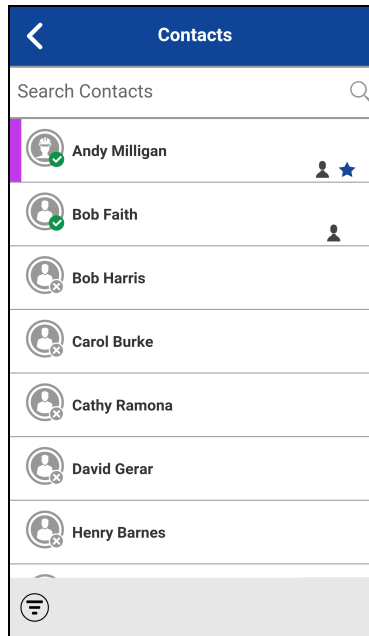 Contacts
Search Contacts
Andy Milligan
Bob Faith
Bob Harris
Carol Burke
Cathy Ramona
David Gerar
Henry Barnes